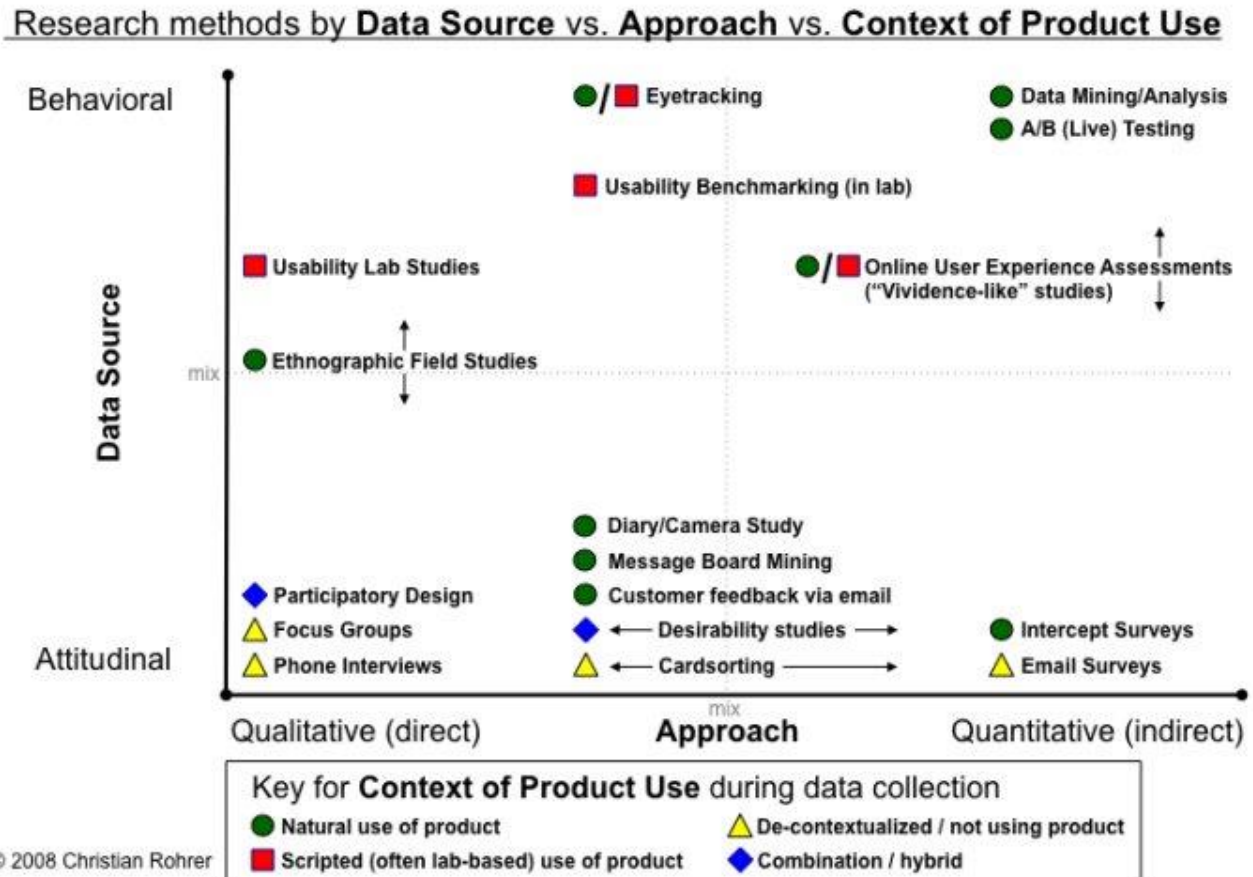 Research methods by Data Source vs. Approach vs. Context of Product Use
Behavioral
/ Eyetracking
Data Mining/Analysis
A/B (Live) Testing
Usability Benchmarking (in lab)
Usability Lab Studies
/ Online User Experience Assessments
("Vividence-like" studies)
Data Source
Ethnographic Field Studies
mix
Diary/Camera Study
Message Board Mining
Participatory Design
Customer feedback via email
Focus Groups
Desirability studies
Intercept Surveys
Attitudinal
Phone Interviews
Cardsorting
Email Surveys
mix
Qualitative (direct)
Approach
Quantitative (indirect)
Key for Context of Product Use during data collection
Natural use of product
De-contextualized / not using product
Scripted (often lab-based) use of product
Combination / hybrid
© 2008 Christian Rohrer